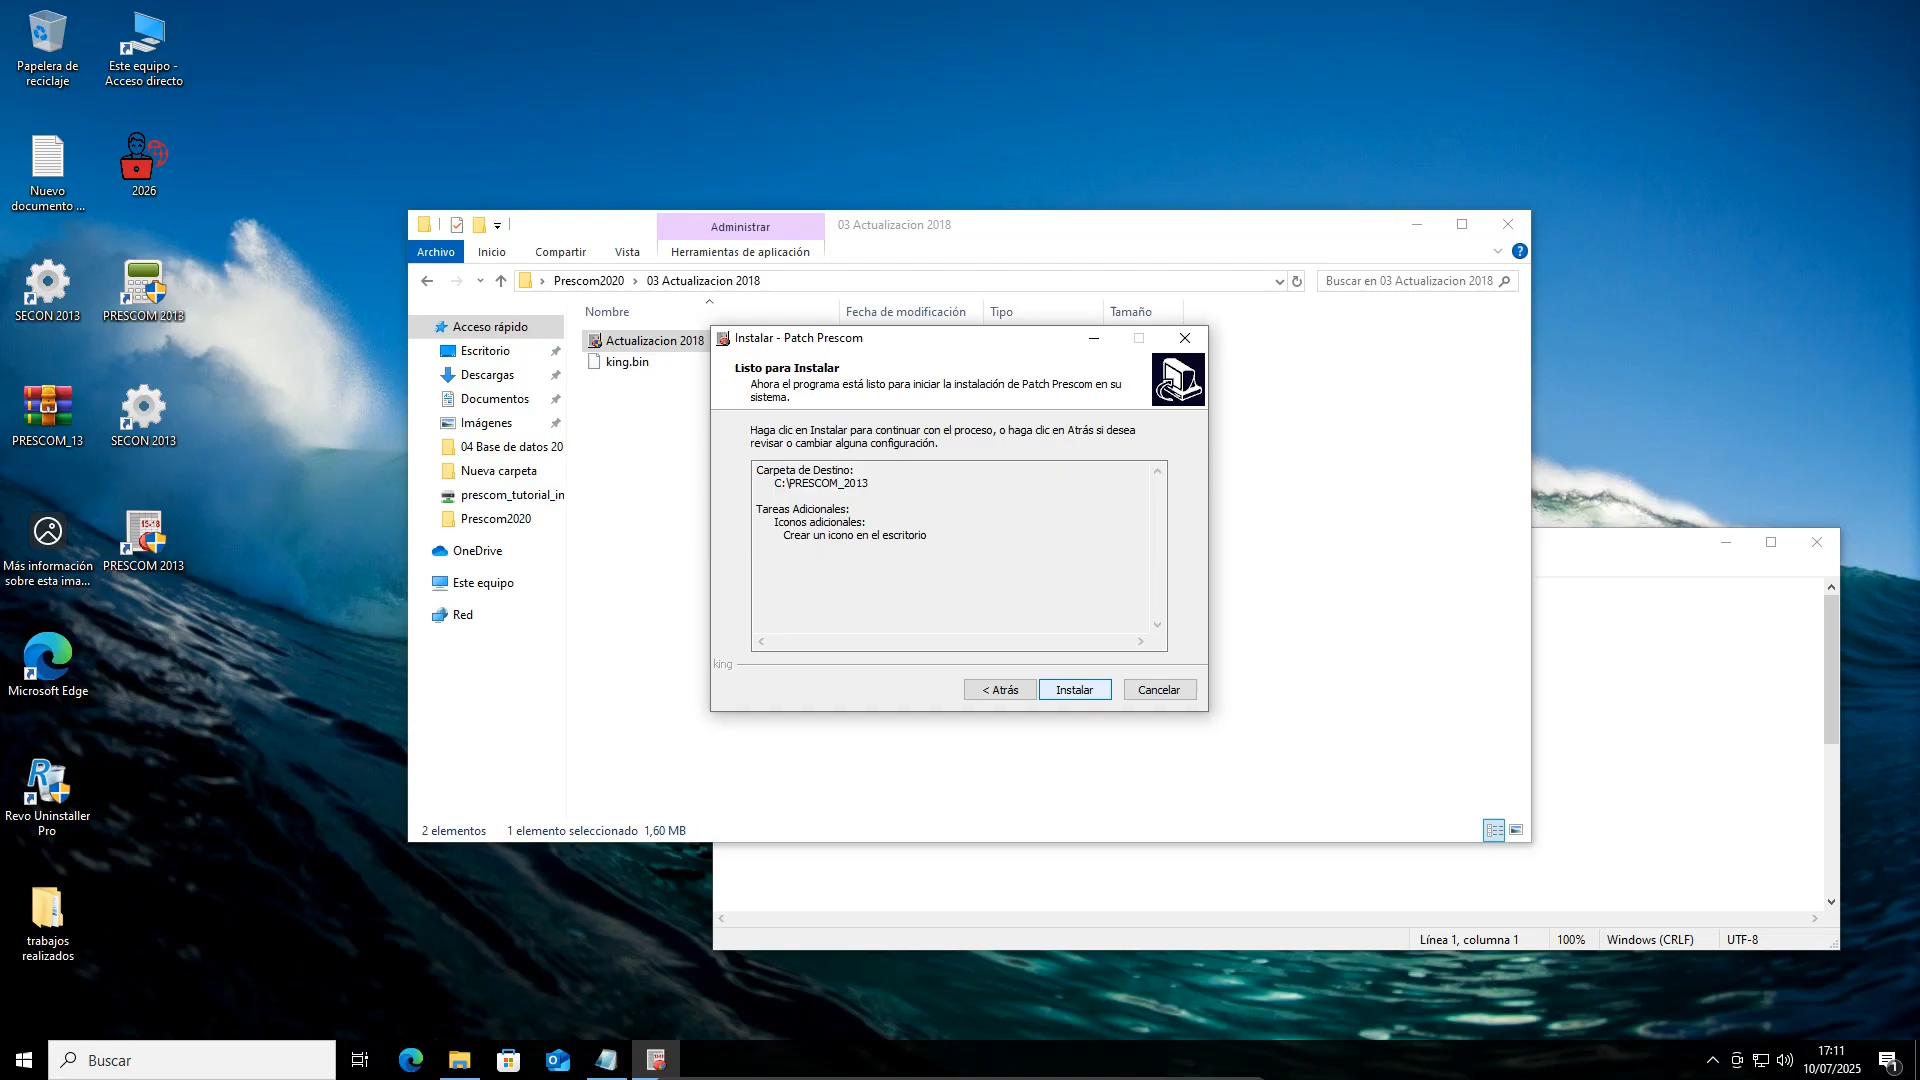 Papelera de
reciclaje
Este equipo -
Acceso directo
Nuevo
documento ...
2026
SECON 2013
PRESCOM 2013
PRESCOM_13
SECON 2013
Más información
sobre esta ima...
PRESCOM 2013
Microsoft Edge
Revo Uninstaller
Pro
trabajos
realizados
Administrar
03 Actualizacion 2018
Archivo
Inicio
Compartir
Vista
Herramientas de aplicación
Prescom2020 > 03 Actualizacion 2018
Buscar en 03 Actualizacion 2018
Nombre
Fecha de modificación
Tipo
Tamaño
Acceso rápido
Escritorio
Descargas
Documentos
Imágenes
04 Base de datos 20
Nueva carpeta
prescom_tutorial_in
Prescom2020
OneDrive
Este equipo
Red
Actualizacion 2018
king.bin
2 elementos
1 elemento seleccionado 1,60 MB
Instalar - Patch Prescom
Listo para Instalar
Ahora el programa está listo para iniciar la instalación de Patch Prescom en su
sistema.
Haga clic en Instalar para continuar con el proceso, o haga clic en Atrás si desea
revisar o cambiar alguna configuración.
Carpeta de Destino:
C:\PRESCOM_2013
Tareas Adicionales:
Iconos adicionales:
Crear un icono en el escritorio
king
< Atrás
Instalar
Cancelar
Línea 1, columna 1
100%
Windows (CRLF)
UTF-8
Buscar
17:11
10/07/2025
1